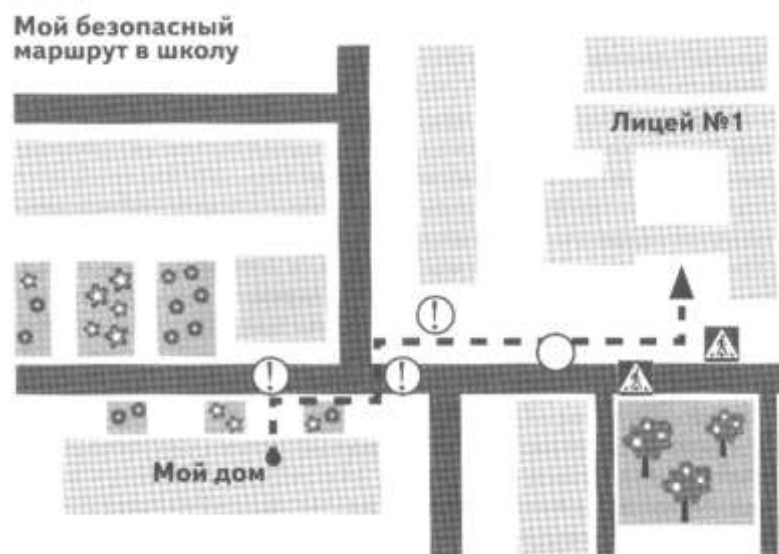 Мой безопасный
маршрут в школу
Лицей №1
!
!
!
Мой дом